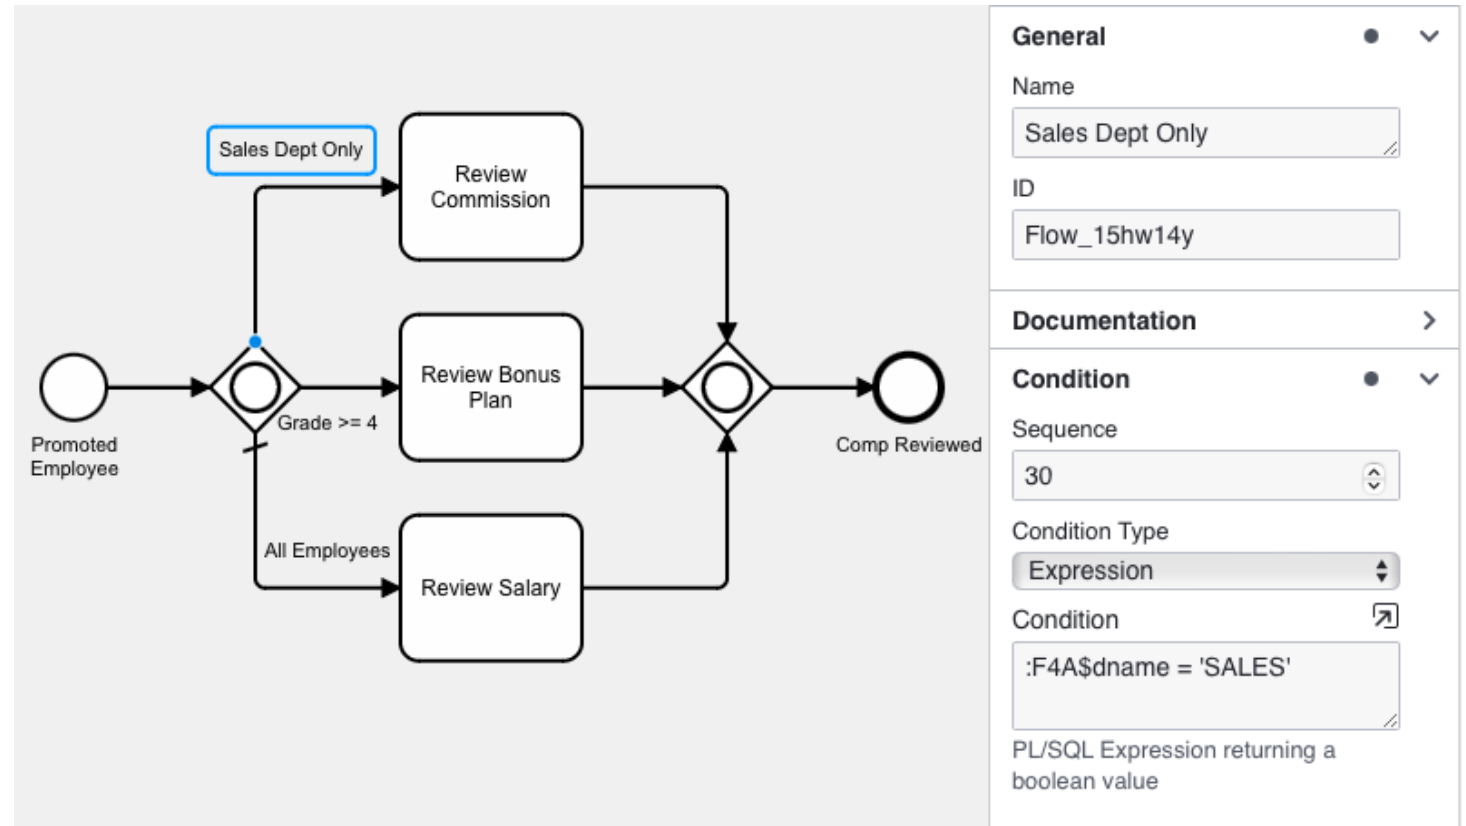 Sales Dept Only
Review
Commission
Review Bonus
Plan
Grade >= 4
Promoted
Employee
Comp Reviewed
All Employees
Review Salary
General
Name
Sales Dept Only
ID
Flow_15hw14y
Documentation
Condition
Sequence
30
Condition Type
Expression
Condition
:F4A$dname = 'SALES'
PL/SQL Expression returning a
boolean value